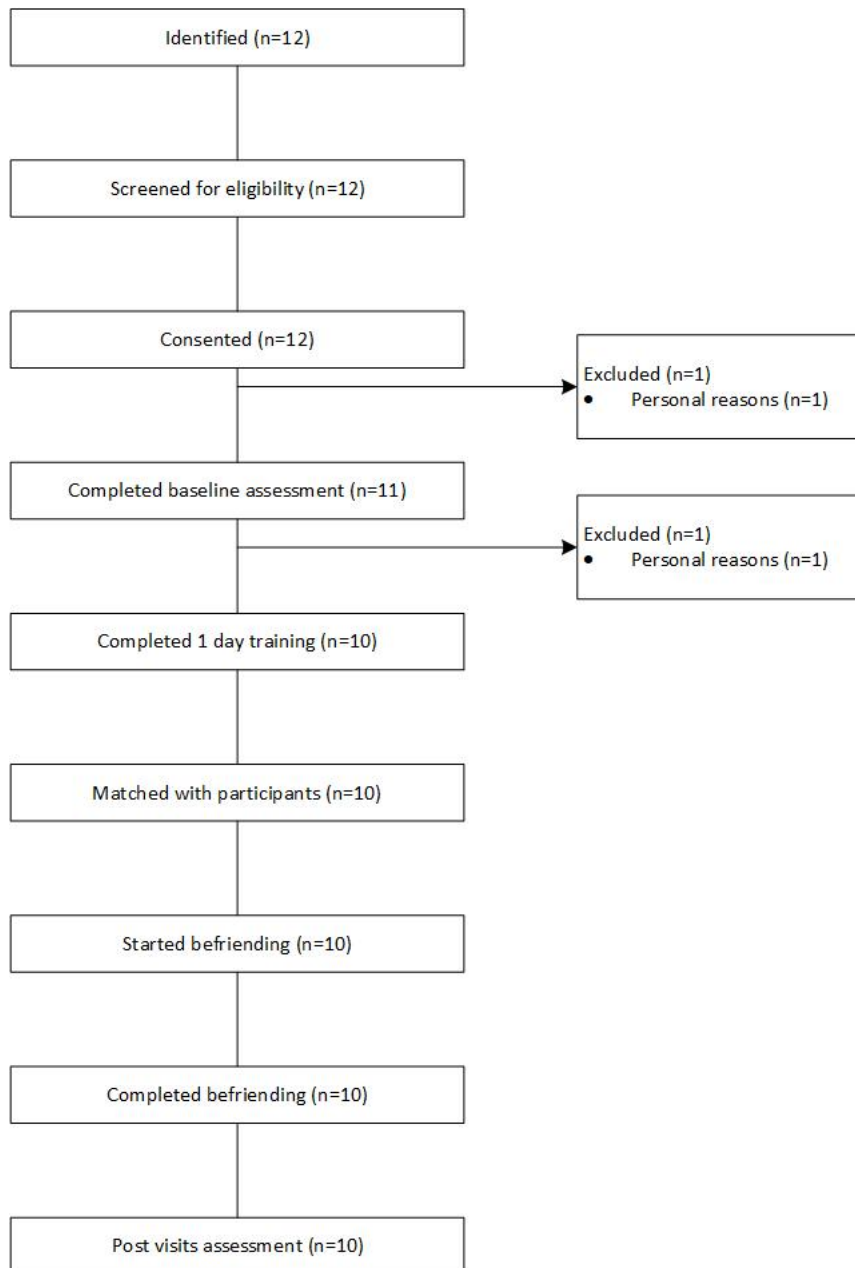 Identified (n=12)
Screened for eligibility (n=12)
Consented (n=12)
Excluded (n=1)
• Personal reasons (n=1)
Completed baseline assessment (n=11)
Excluded (n=1)
• Personal reasons (n=1)
Completed 1 day training (n=10)
Matched with participants (n=10)
Started befriending (n=10)
Completed befriending (n=10)
Post visits assessment (n=10)